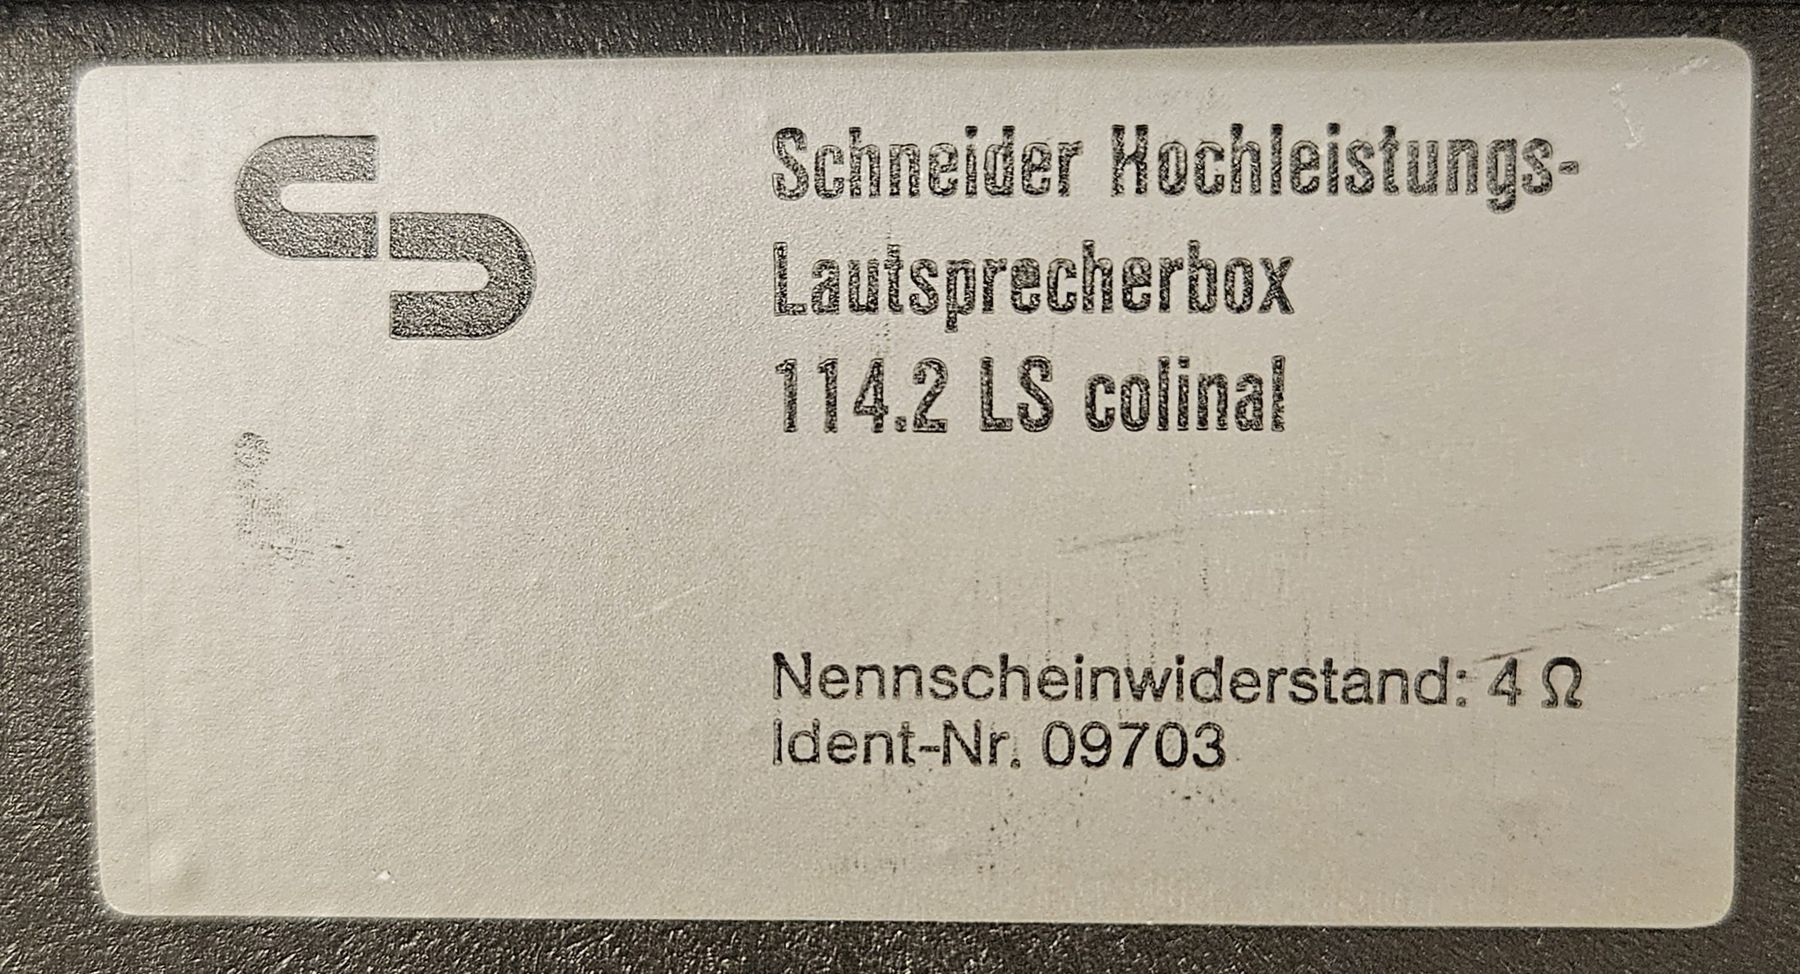 Schneider Hochleistungs-
Lautsprecherbox
114.2 LS colinal
Nennscheinwiderstand: 4 Ω
Ident-Nr. 09703